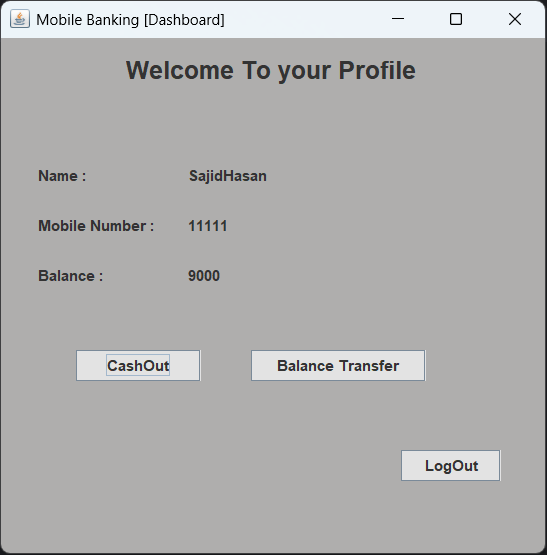 Mobile Banking [Dashboard]
Welcome To your Profile
Name : SajidHasan
Mobile Number : 11111
Balance : 9000
CashOut Balance Transfer
LogOut